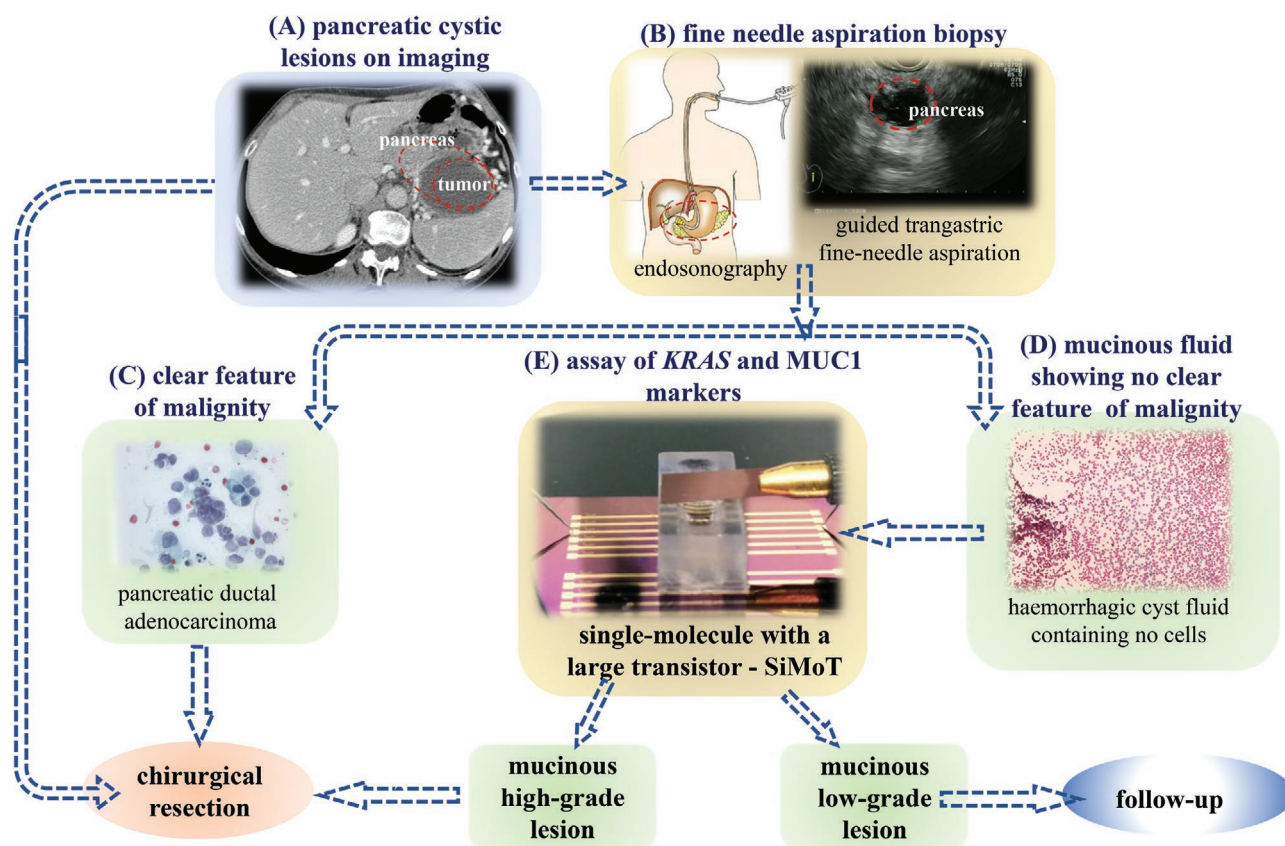 (A) pancreatic cystic
lesions on imaging
pancreas
tumor
(B) fine needle aspiration biopsy
pancreas
endosonography
guided trangastric
fine-needle aspiration
(C) clear feature
of malignity
pancreatic ductal
adenocarcinoma
(E) assay of KRAS and MUC1
markers
single-molecule with a
large transistor - SiMoT
(D) mucinous fluid
showing no clear
feature of malignity
haemorrhagic cyst fluid
containing no cells
chirurgical
resection
mucinous
high-grade
lesion
mucinous
low-grade
lesion
follow-up